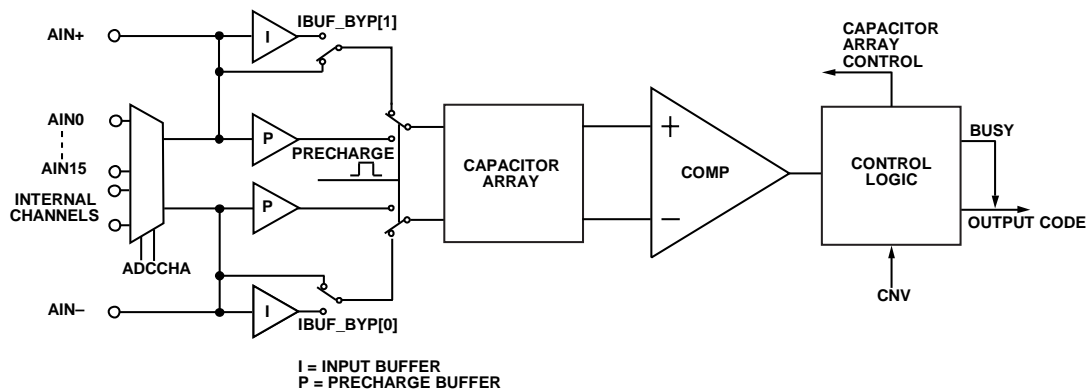 AIN+
IBUF_BYP[1]
I
CAPACITOR
ARRAY
CONTROL
AIN0
AIN15
INTERNAL
CHANNELS
P
PRECHARGE
P
CAPACITOR
ARRAY
+
COMP
−
CONTROL
LOGIC
BUSY
OUTPUT CODE
ADCCHA
CNV
AIN–
I
IBUF_BYP[0]
I = INPUT BUFFER
P = PRECHARGE BUFFER